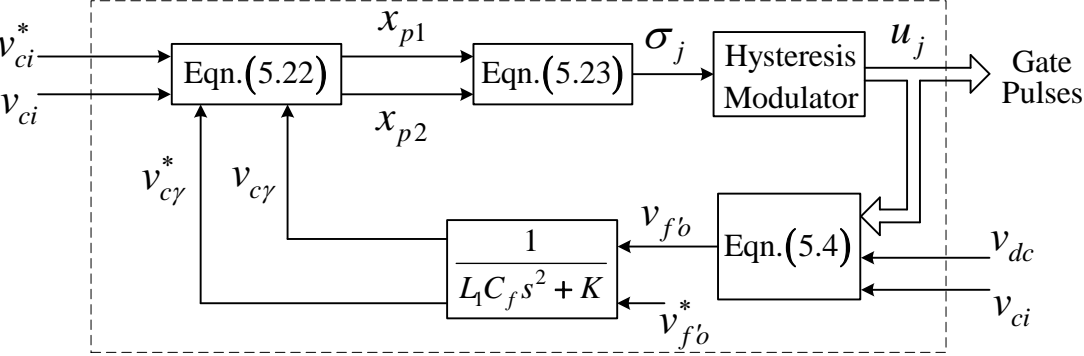 v*ci
vci
Eqn.(5.22)
xp1
xp2
Eqn.(5.23)
σj
Hysteresis
Modulator
uj
Gate
Pulses
v*cγ
vcγ
1
L1Cfs² + K
vf'o
v*f'o
Eqn.(5.4)
vdc
vci